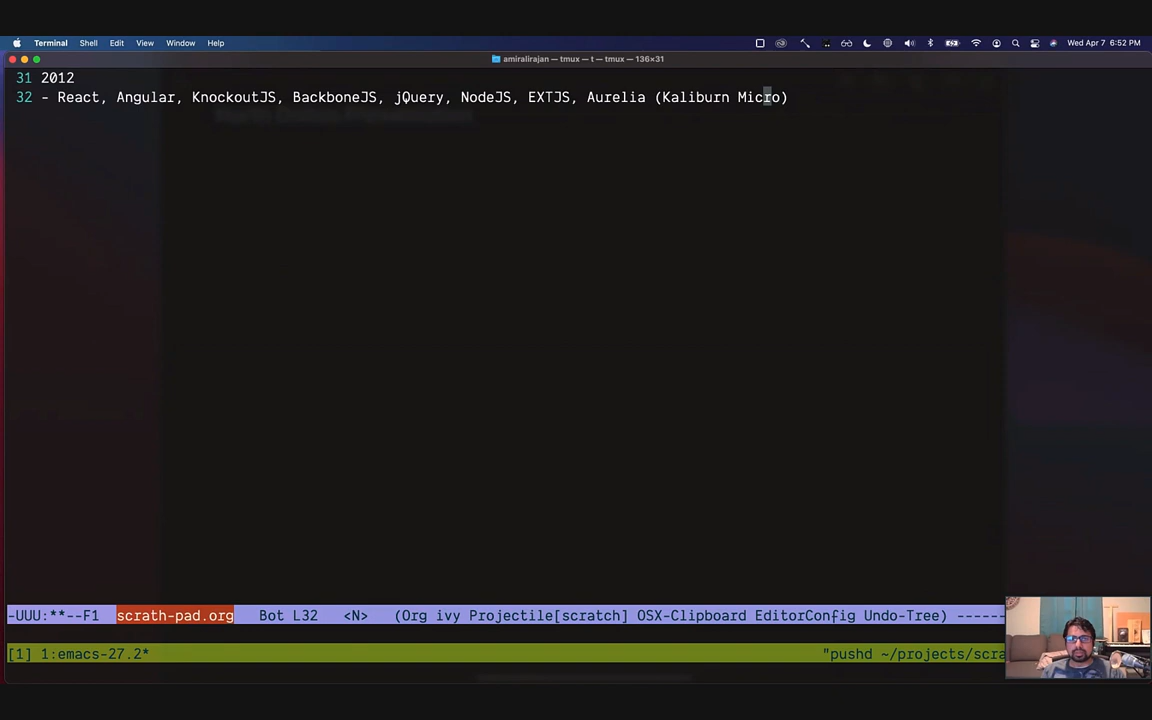 Terminal Shell Edit View Window Help Wed Apr 7 6:52 PM
amiralirajan — tmux — t — tmux — 136×31
31 2012
32 - React, Angular, KnockoutJS, BackboneJS, jQuery, NodeJS, EXTJS, Aurelia (Kaliburn Micro)
-UUU:**--F1 scrath-pad.org Bot L32 <N> (Org ivy Projectile[scratch] OSX-Clipboard EditorConfig Undo-Tree) ------
[1] 1:emacs-27.2* "pushd ~/projects/scra